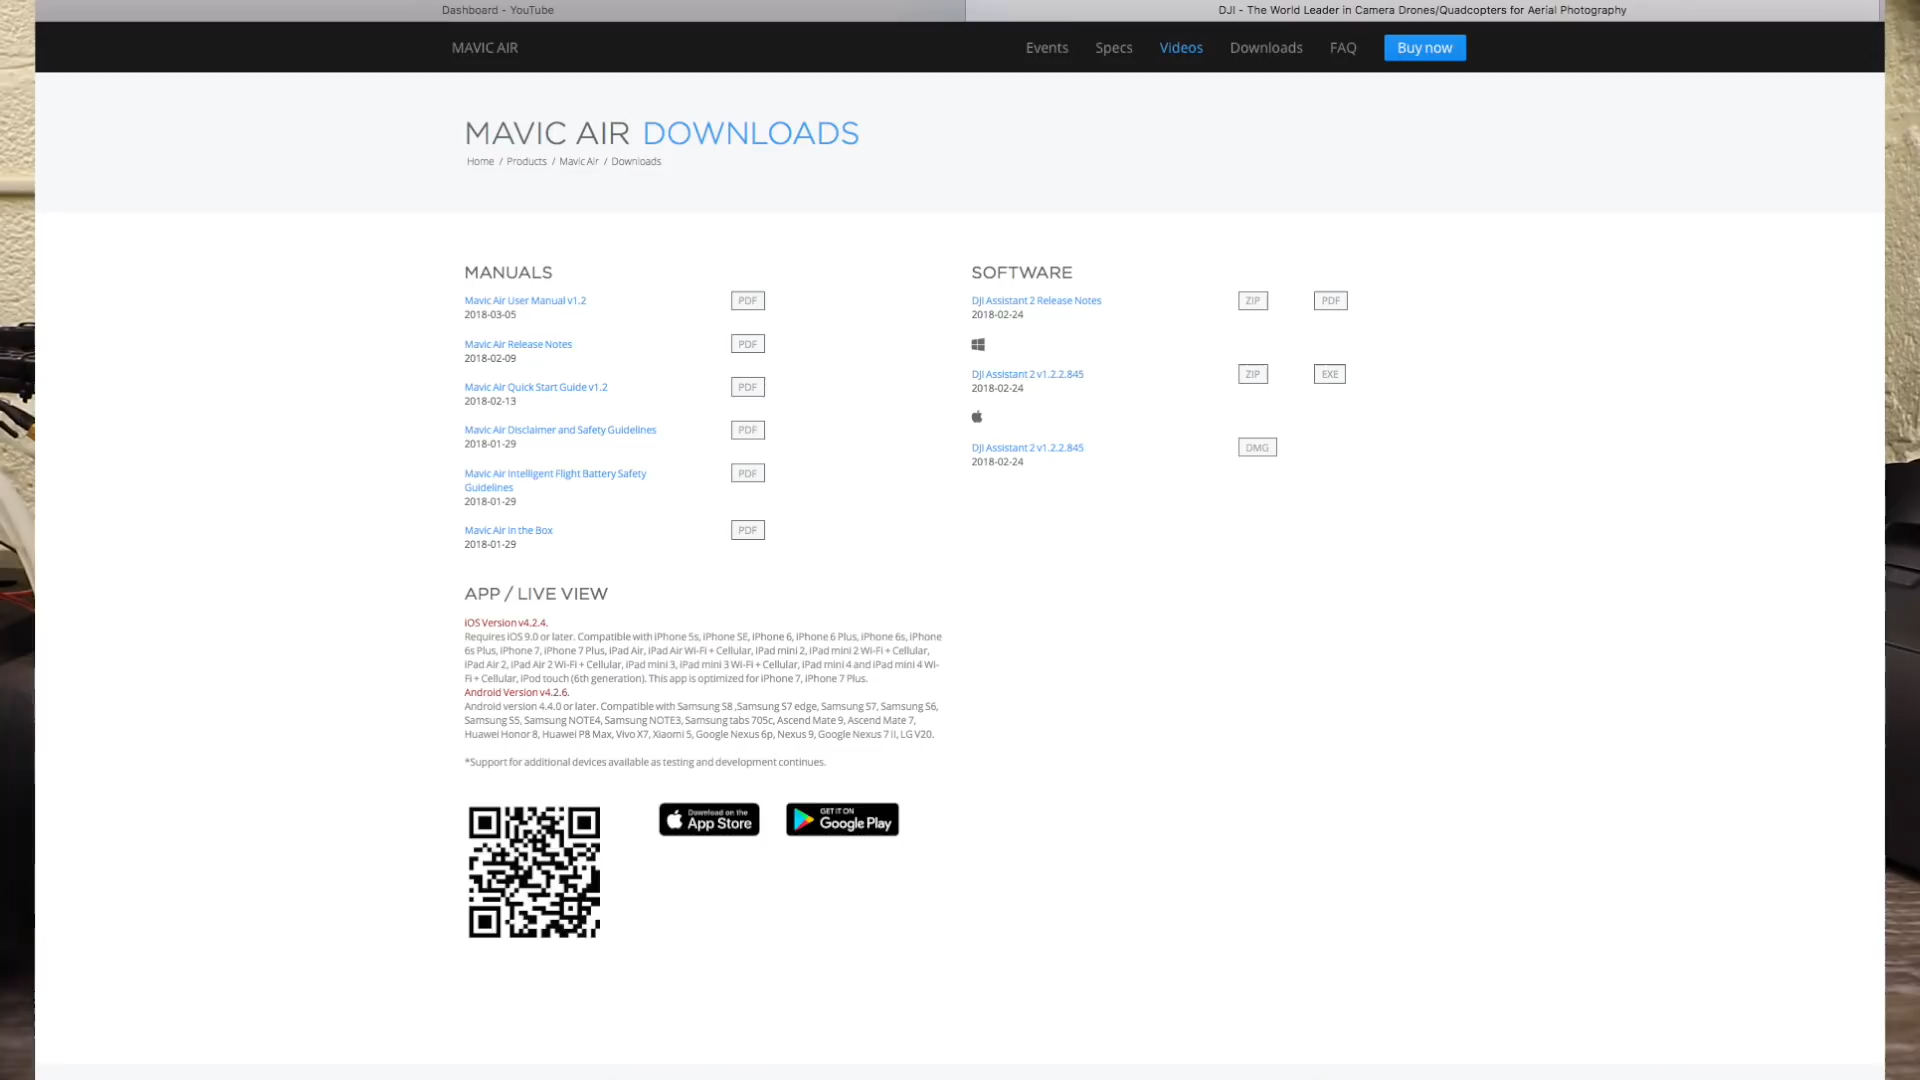 Dashboard - YouTube
DJI - The World Leader in Camera Drones/Quadcopters for Aerial Photography
MAVIC AIR
Events Specs Videos Downloads FAQ Buy now
MAVIC AIR DOWNLOADS
Home / Products / Mavic Air / Downloads
MANUALS
Mavic Air User Manual v1.2 PDF
2018-03-05
Mavic Air Release Notes PDF
2018-02-09
Mavic Air Quick Start Guide v1.2 PDF
2018-02-13
Mavic Air Disclaimer and Safety Guidelines PDF
2018-01-29
Mavic Air Intelligent Flight Battery Safety PDF
Guidelines
2018-01-29
Mavic Air In the Box PDF
2018-01-29
SOFTWARE
DJI Assistant 2 Release Notes ZIP PDF
2018-02-24
DJI Assistant 2 v1.2.2.845 ZIP EXE
2018-02-24
DJI Assistant 2 v1.2.2.845 DMG
2018-02-24
APP / LIVE VIEW
iOS Version v4.2.4.
Requires iOS 9.0 or later. Compatible with iPhone 5s, iPhone SE, iPhone 6, iPhone 6 Plus, iPhone 6s, iPhone
6s Plus, iPhone 7, iPhone 7 Plus, iPad Air, iPad Air Wi-Fi + Cellular, iPad mini 2, iPad mini 2 Wi-Fi + Cellular,
iPad Air 2, iPad Air 2 Wi-Fi + Cellular, iPad mini 3, iPad mini 3 Wi-Fi + Cellular, iPad mini 4 and iPad mini 4 Wi-
Fi + Cellular, iPod touch (6th generation). This app is optimized for iPhone 7, iPhone 7 Plus.
Android Version v4.2.6.
Android version 4.4.0 or later. Compatible with Samsung S8 ,Samsung S7 edge, Samsung S7, Samsung S6,
Samsung S5, Samsung NOTE4, Samsung NOTE3, Samsung tabs 705c, Ascend Mate 9, Ascend Mate 7,
Huawei Honor 8, Huawei P8 Max, Vivo X7, Xiaomi 5, Google Nexus 6p, Nexus 9, Google Nexus 7 II, LG V20.
*Support for additional devices available as testing and development continues.
Download on the
App Store
GET IT ON
Google Play